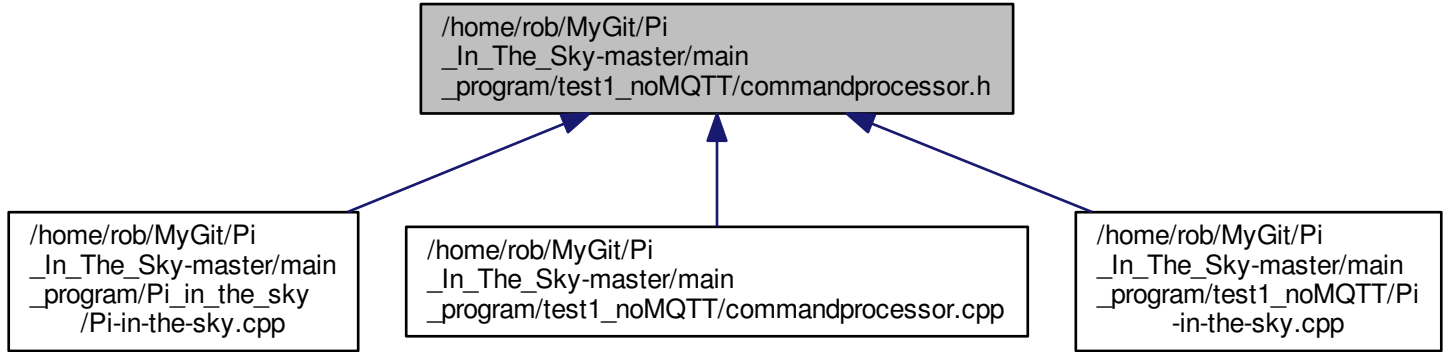 /home/rob/MyGit/Pi
_In_The_Sky-master/main
_program/test1_noMQTT/commandprocessor.h
/home/rob/MyGit/Pi
_In_The_Sky-master/main
_program/Pi_in_the_sky
/Pi-in-the-sky.cpp
/home/rob/MyGit/Pi
_In_The_Sky-master/main
_program/test1_noMQTT/commandprocessor.cpp
/home/rob/MyGit/Pi
_In_The_Sky-master/main
_program/test1_noMQTT/Pi
-in-the-sky.cpp